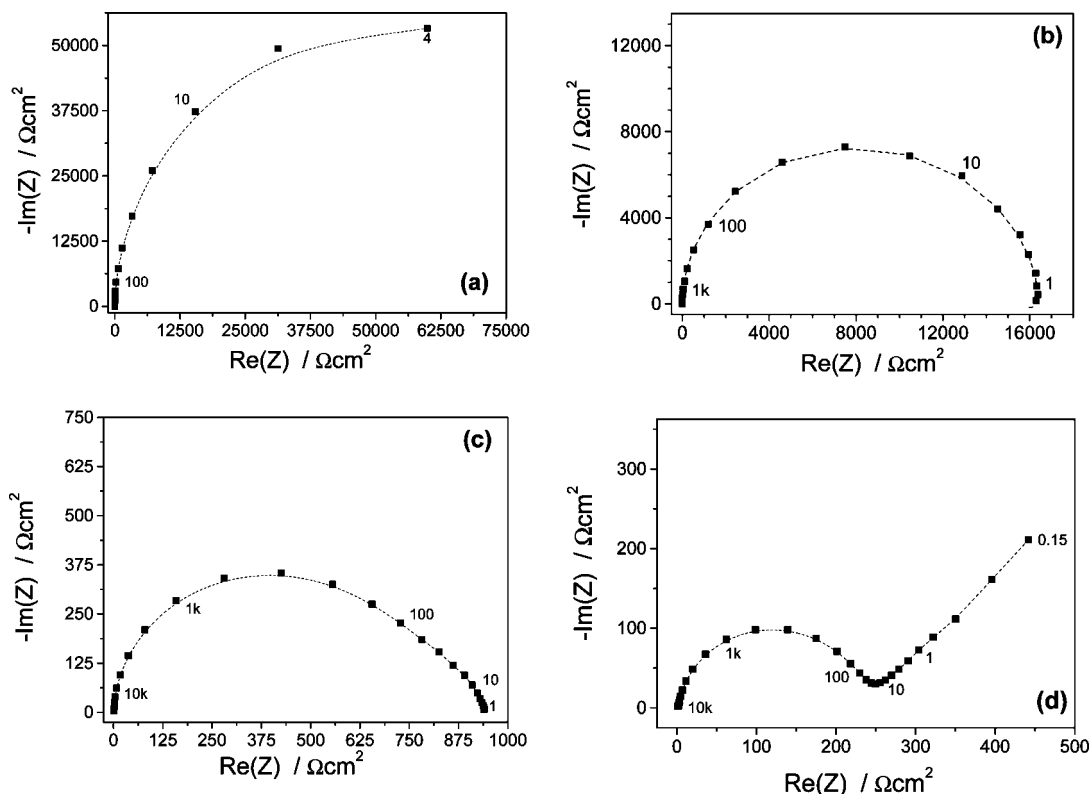 (a)
50000
37500
25000
12500
0
-Im(Z) / Ωcm²
4
10
100
0 12500 25000 37500 50000 62500 75000
Re(Z) / Ωcm²
(b)
12000
8000
4000
0
-Im(Z) / Ωcm²
10
100
1k
1
0 4000 8000 12000 16000
Re(Z) / Ωcm²
(c)
750
625
500
375
250
125
0
-Im(Z) / Ωcm²
1k
100
10k
10
1
0 125 250 375 500 625 750 875 1000
Re(Z) / Ωcm²
(d)
300
200
100
0
-Im(Z) / Ωcm²
0.15
1k
100
1
10
10k
0 100 200 300 400 500
Re(Z) / Ωcm²